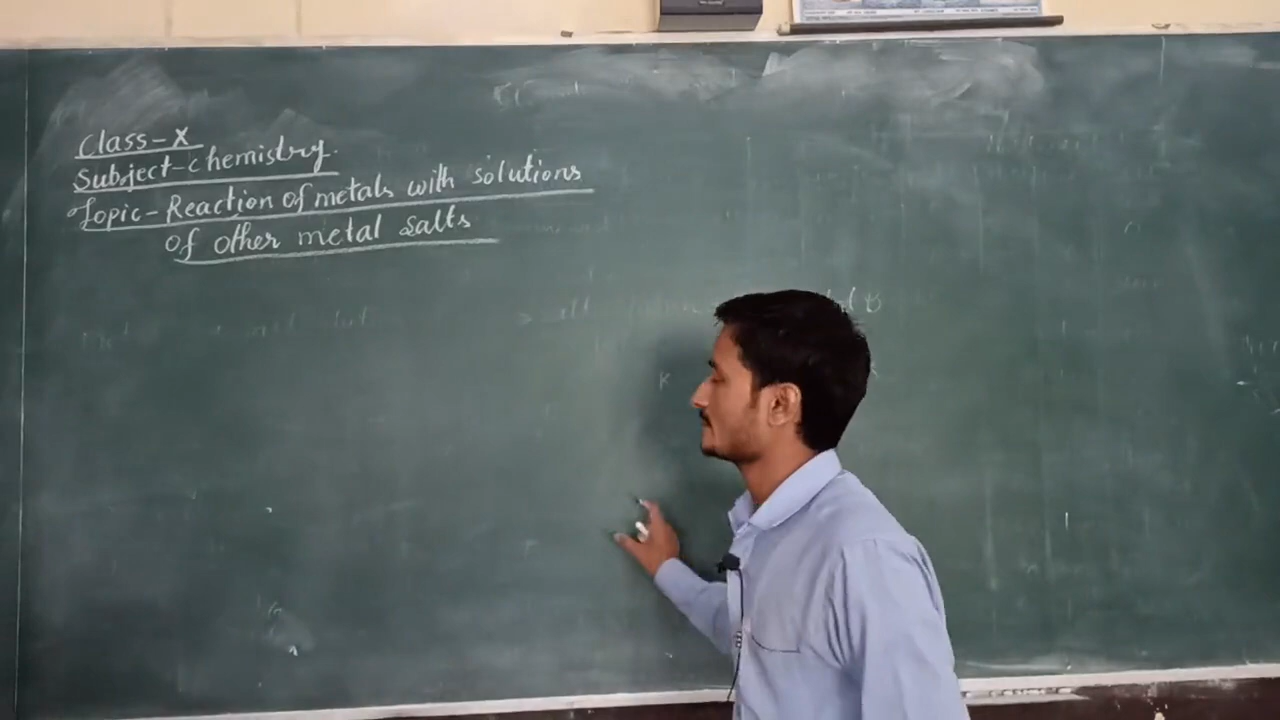 Class-X
Subject-chemistry.
Topic-Reaction of metals with solutions
of other metal salts